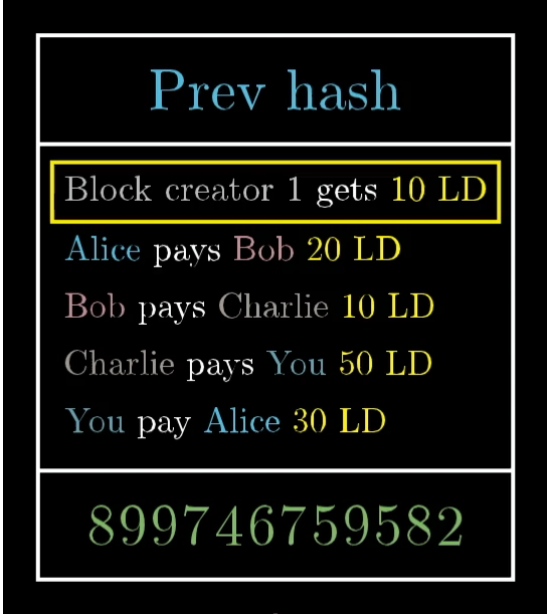 Prev hash
Block creator 1 gets 10 LD
Alice pays Bob 20 LD
Bob pays Charlie 10 LD
Charlie pays You 50 LD
You pay Alice 30 LD
899746759582